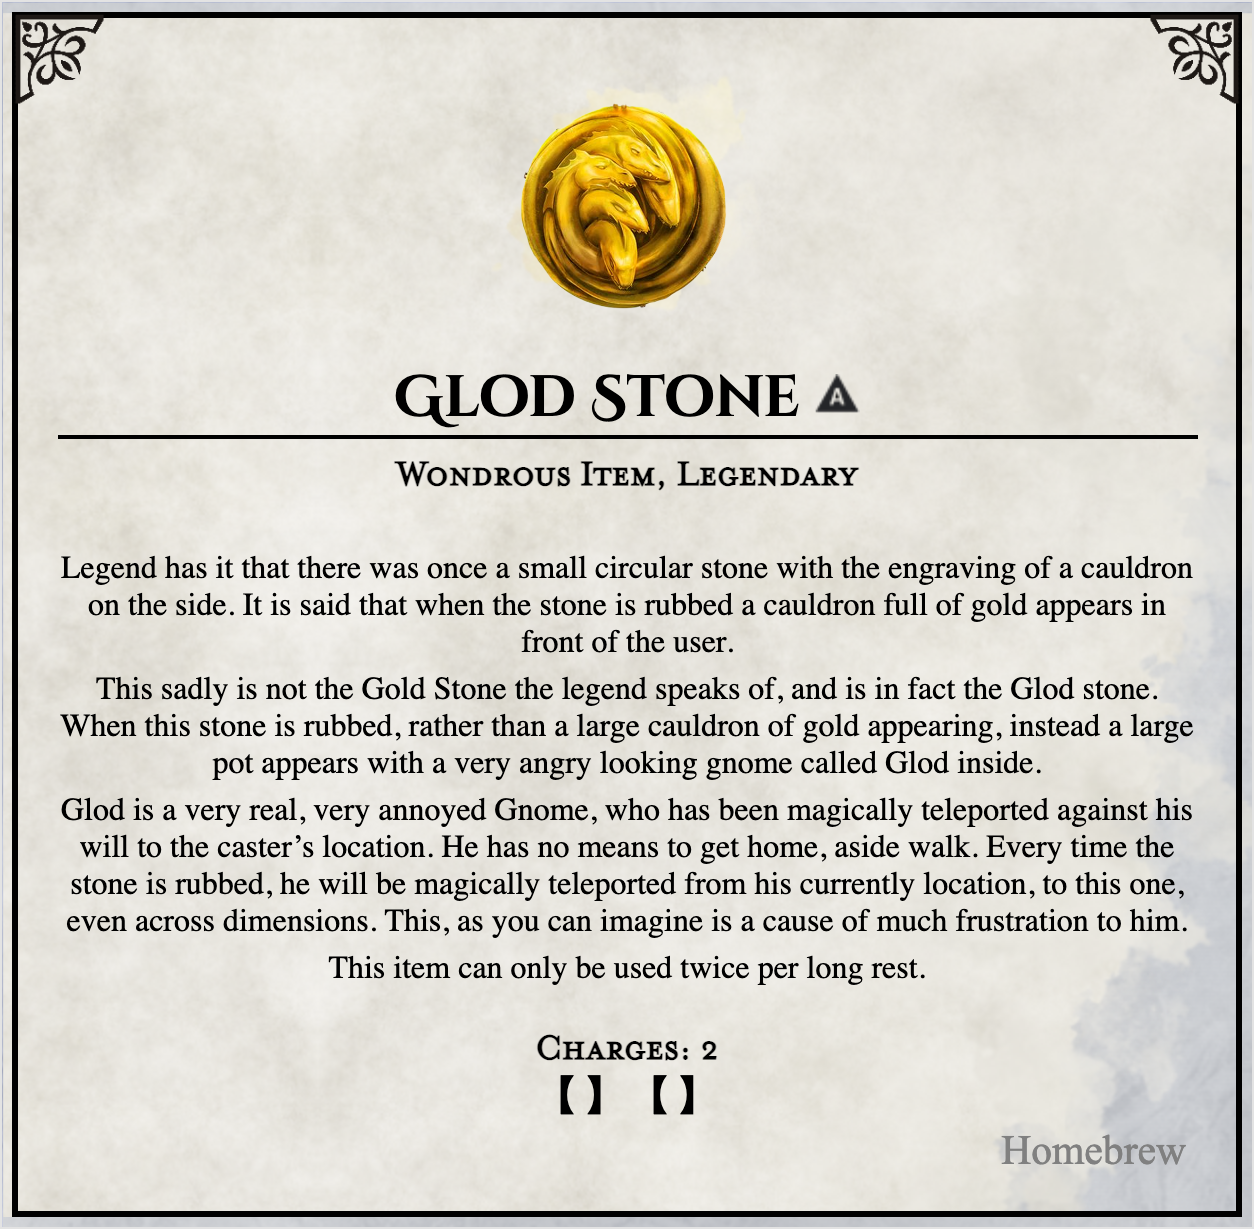 Glod Stone A
Wondrous Item, Legendary
Legend has it that there was once a small circular stone with the engraving of a cauldron
on the side. It is said that when the stone is rubbed a cauldron full of gold appears in
front of the user.
This sadly is not the Gold Stone the legend speaks of, and is in fact the Glod stone.
When this stone is rubbed, rather than a large cauldron of gold appearing, instead a large
pot appears with a very angry looking gnome called Glod inside.
Glod is a very real, very annoyed Gnome, who has been magically teleported against his
will to the caster’s location. He has no means to get home, aside walk. Every time the
stone is rubbed, he will be magically teleported from his currently location, to this one,
even across dimensions. This, as you can imagine is a cause of much frustration to him.
This item can only be used twice per long rest.
Charges: 2
【 】 【 】
Homebrew